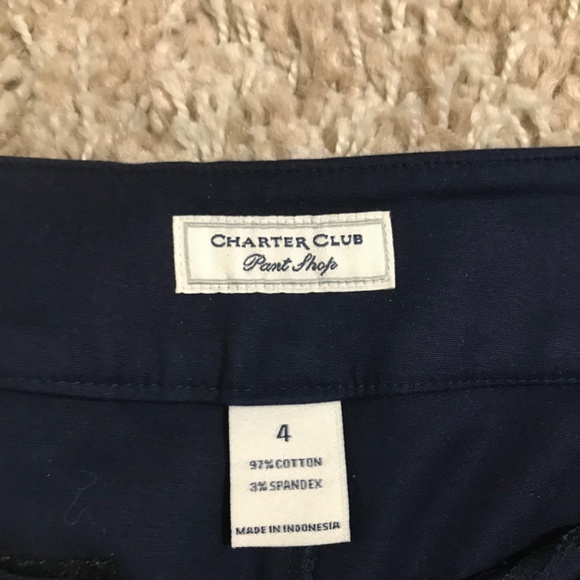 CHARTER CLUB
Pant Shop
4
97% COTTON
3% SPANDEX
MADE IN INDONESIA